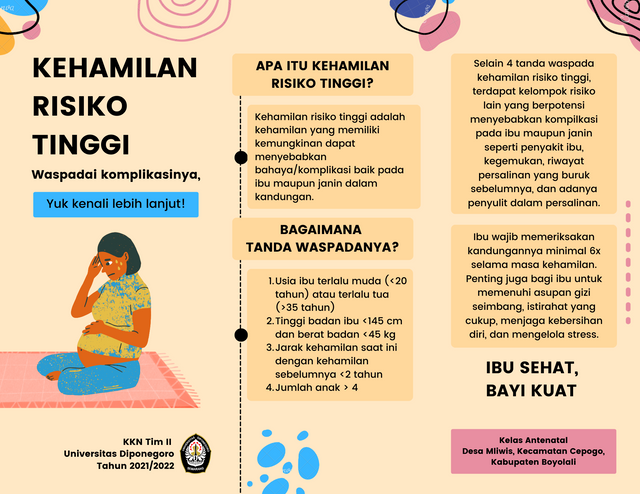 KEHAMILAN
RISIKO
TINGGI
Waspadai komplikasinya,
Yuk kenali lebih lanjut!
KKN Tim II
Universitas Diponegoro
Tahun 2021/2022
APA ITU KEHAMILAN
RISIKO TINGGI?
Kehamilan risiko tinggi adalah
kehamilan yang memiliki
kemungkinan dapat
menyebabkan
bahaya/komplikasi baik pada
ibu maupun janin dalam
kandungan.
BAGAIMANA
TANDA WASPADANYA?
1.Usia ibu terlalu muda (<20
tahun) atau terlalu tua
(>35 tahun)
2.Tinggi badan ibu <145 cm
dan berat badan <45 kg
3.Jarak kehamilan saat ini
dengan kehamilan
sebelumnya <2 tahun
4.Jumlah anak > 4
Selain 4 tanda waspada
kehamilan risiko tinggi,
terdapat kelompok risiko
lain yang berpotensi
menyebabkan kompilkasi
pada ibu maupun janin
seperti penyakit ibu,
kegemukan, riwayat
persalinan yang buruk
sebelumnya, dan adanya
penyulit dalam persalinan.
Ibu wajib memeriksakan
kandungannya minimal 6x
selama masa kehamilan.
Penting juga bagi ibu untuk
memenuhi asupan gizi
seimbang, istirahat yang
cukup, menjaga kebersihan
diri, dan mengelola stress.
IBU SEHAT,
BAYI KUAT
Kelas Antenatal
Desa Mliwis, Kecamatan Cepogo,
Kabupaten Boyolali